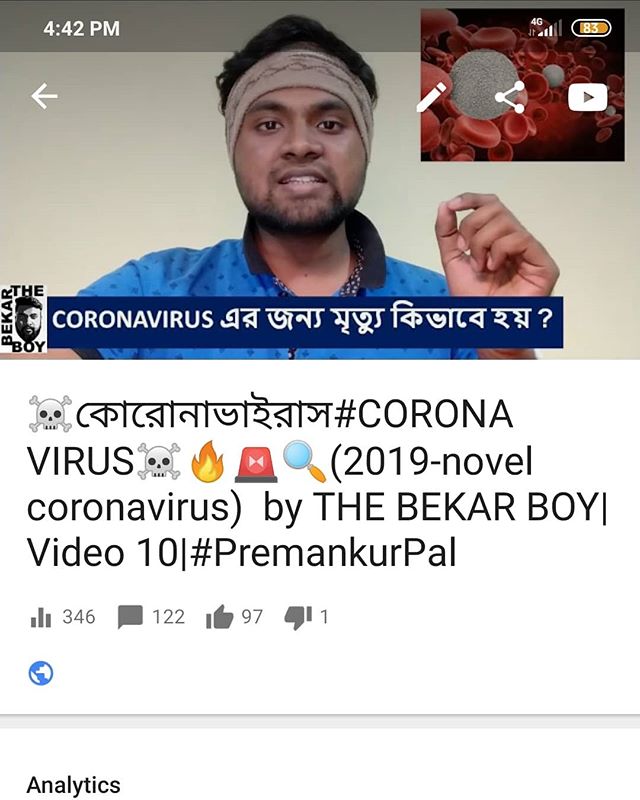 4:42 PM
4G
83
THE
BEKAR
BOY
CORONAVIRUS এর জন্য মৃত্যু কিভাবে হয় ?
☠️কোরোনাভাইরাস#CORONA
VIRUS☠️🔥🚨🔍(2019-novel
coronavirus) by THE BEKAR BOY|
Video 10|#PremankurPal
346 122 97 1
Analytics